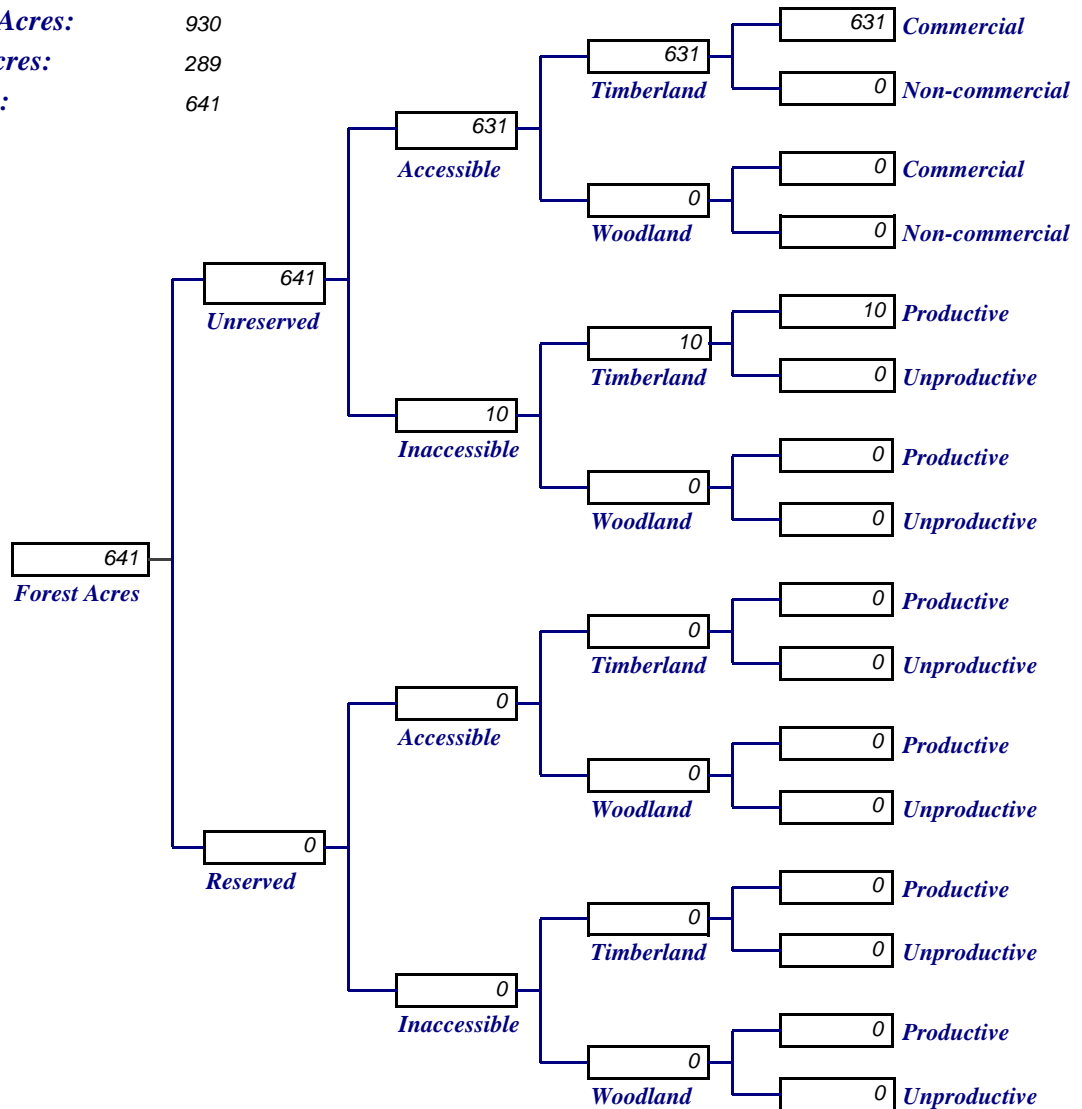 Acres: 930
cres: 289
: 641
631 Commercial
631
Timberland
0 Non-commercial
631
Accessible
0 Commercial
0
Woodland
0 Non-commercial
641
Unreserved
10 Productive
10
Timberland
0 Unproductive
10
Inaccessible
0 Productive
0
Woodland
0 Unproductive
641
Forest Acres
0 Productive
0
Timberland
0 Unproductive
0
Accessible
0 Productive
0
Woodland
0 Unproductive
0
Reserved
0 Productive
0
Timberland
0 Unproductive
0
Inaccessible
0 Productive
0
Woodland
0 Unproductive